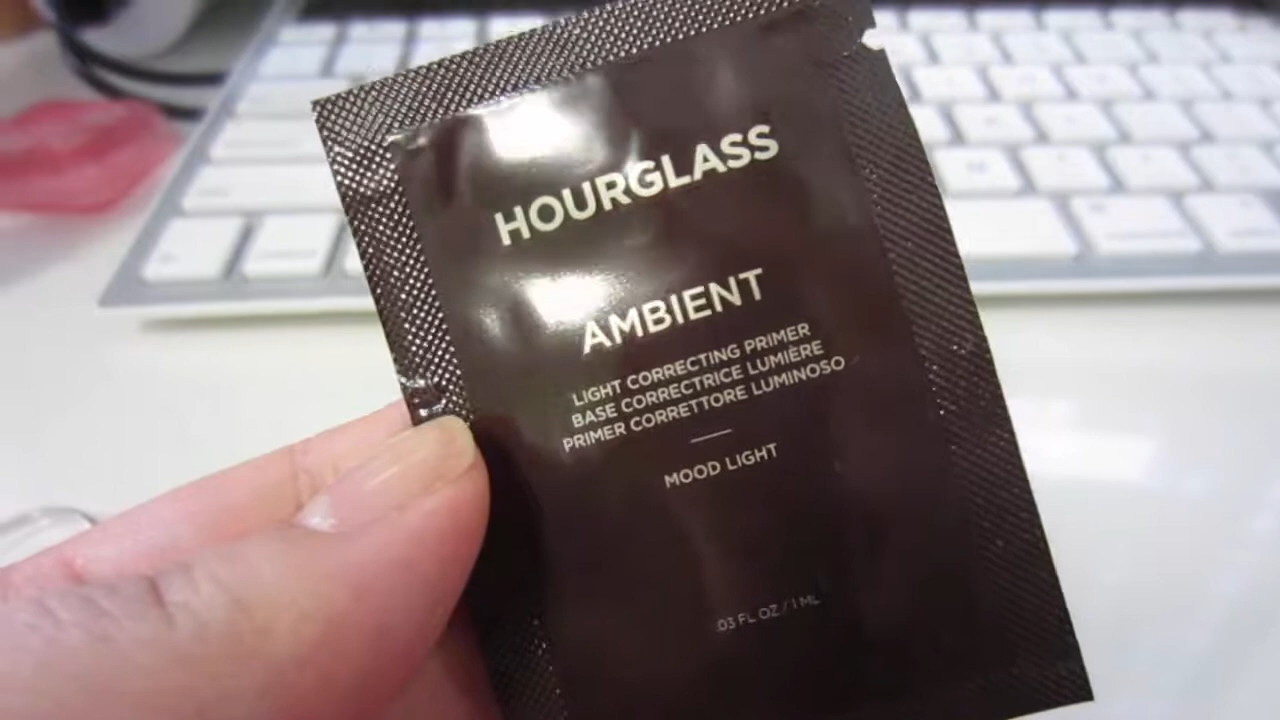 HOURGLASS
AMBIENT
LIGHT CORRECTING PRIMER
BASE CORRECTRICE LUMIÈRE
PRIMER CORRETTORE LUMINOSO
MOOD LIGHT
.03 FL OZ / 1 ML